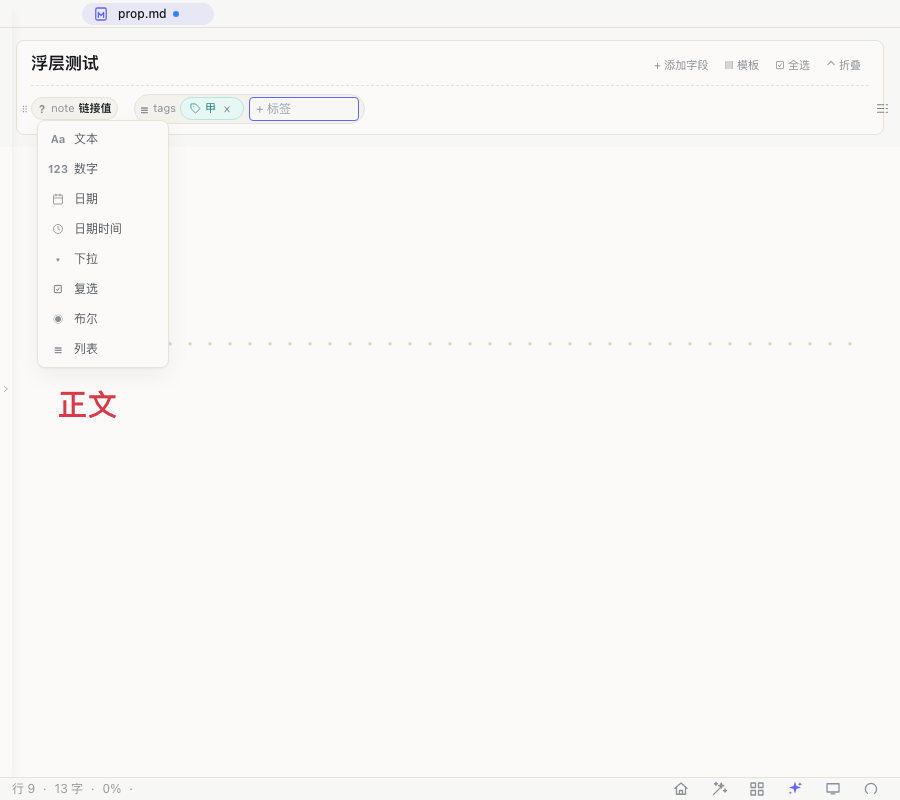 prop.md
浮层测试
+ 添加字段 模板 全选 折叠
? note 链接值 tags 甲 × + 标签
Aa 文本
123 数字
日期
日期时间
下拉
复选
布尔
列表
正文
行 9 · 13 字 · 0% ·